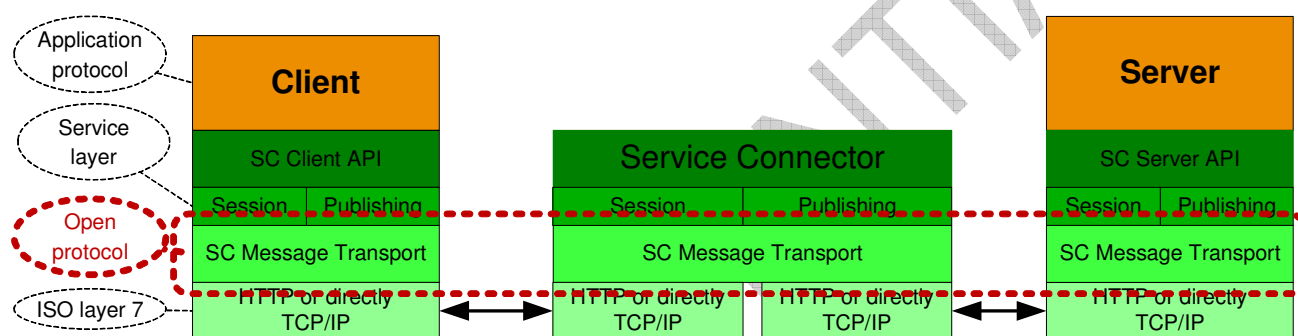 Application
protocol
Client
Server
Service
layer
SC Client API
Service Connector
SC Server API
Session
Publishing
Session
Publishing
Session
Publishing
Open
protocol
SC Message Transport
SC Message Transport
SC Message Transport
ISO layer 7
HTTP or directly
TCP/IP
HTTP or directly
TCP/IP
HTTP or directly
TCP/IP
HTTP or directly
TCP/IP